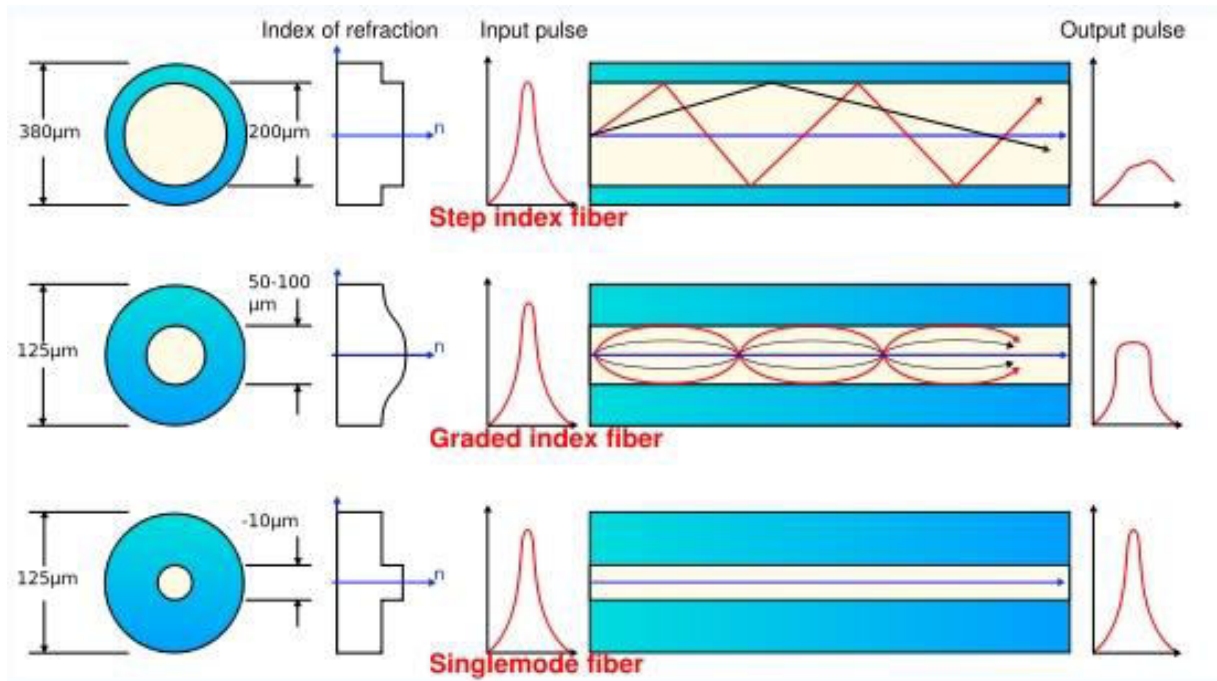 Index of refraction
Input pulse
Output pulse
380μm
200μm
n
Step index fiber
50-100
μm
125μm
n
Graded index fiber
-10μm
125μm
n
Singlemode fiber